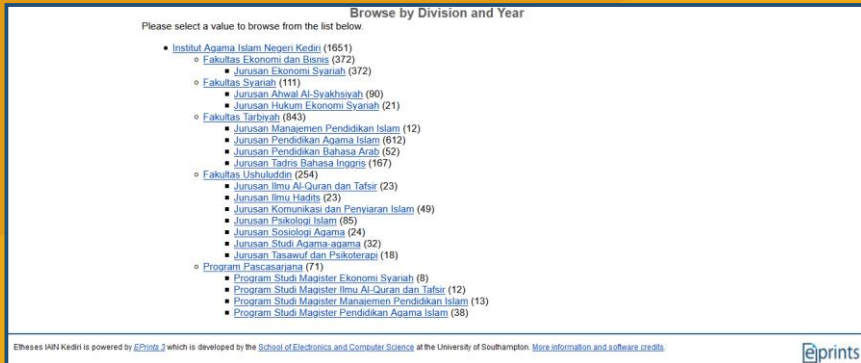 Browse by Division and Year
Please select a value to browse from the list below.
Institut Agama Islam Negeri Kediri (1651)
Fakultas Ekonomi dan Bisnis (372)
Jurusan Ekonomi Syariah (372)
Fakultas Syariah (111)
Jurusan Ahwal Al-Syakhsiyah (90)
Jurusan Hukum Ekonomi Syariah (21)
Fakultas Tarbiyah (843)
Jurusan Manajemen Pendidikan Islam (12)
Jurusan Pendidikan Agama Islam (612)
Jurusan Pendidikan Bahasa Arab (52)
Jurusan Tadris Bahasa Inggris (167)
Fakultas Ushuluddin (254)
Jurusan Ilmu Al-Quran dan Tafsir (23)
Jurusan Ilmu Hadits (23)
Jurusan Komunikasi dan Penyiaran Islam (49)
Jurusan Psikologi Islam (85)
Jurusan Sosiologi Agama (24)
Jurusan Studi Agama-agama (32)
Jurusan Tasawuf dan Psikoterapi (18)
Program Pascasarjana (71)
Program Studi Magister Ekonomi Syariah (8)
Program Studi Magister Ilmu Al-Quran dan Tafsir (12)
Program Studi Magister Manajemen Pendidikan Islam (13)
Program Studi Magister Pendidikan Agama Islam (38)
Etheses IAIN Kediri is powered by EPrints 3 which is developed by the School of Electronics and Computer Science at the University of Southampton. More information and software credits.
eprints